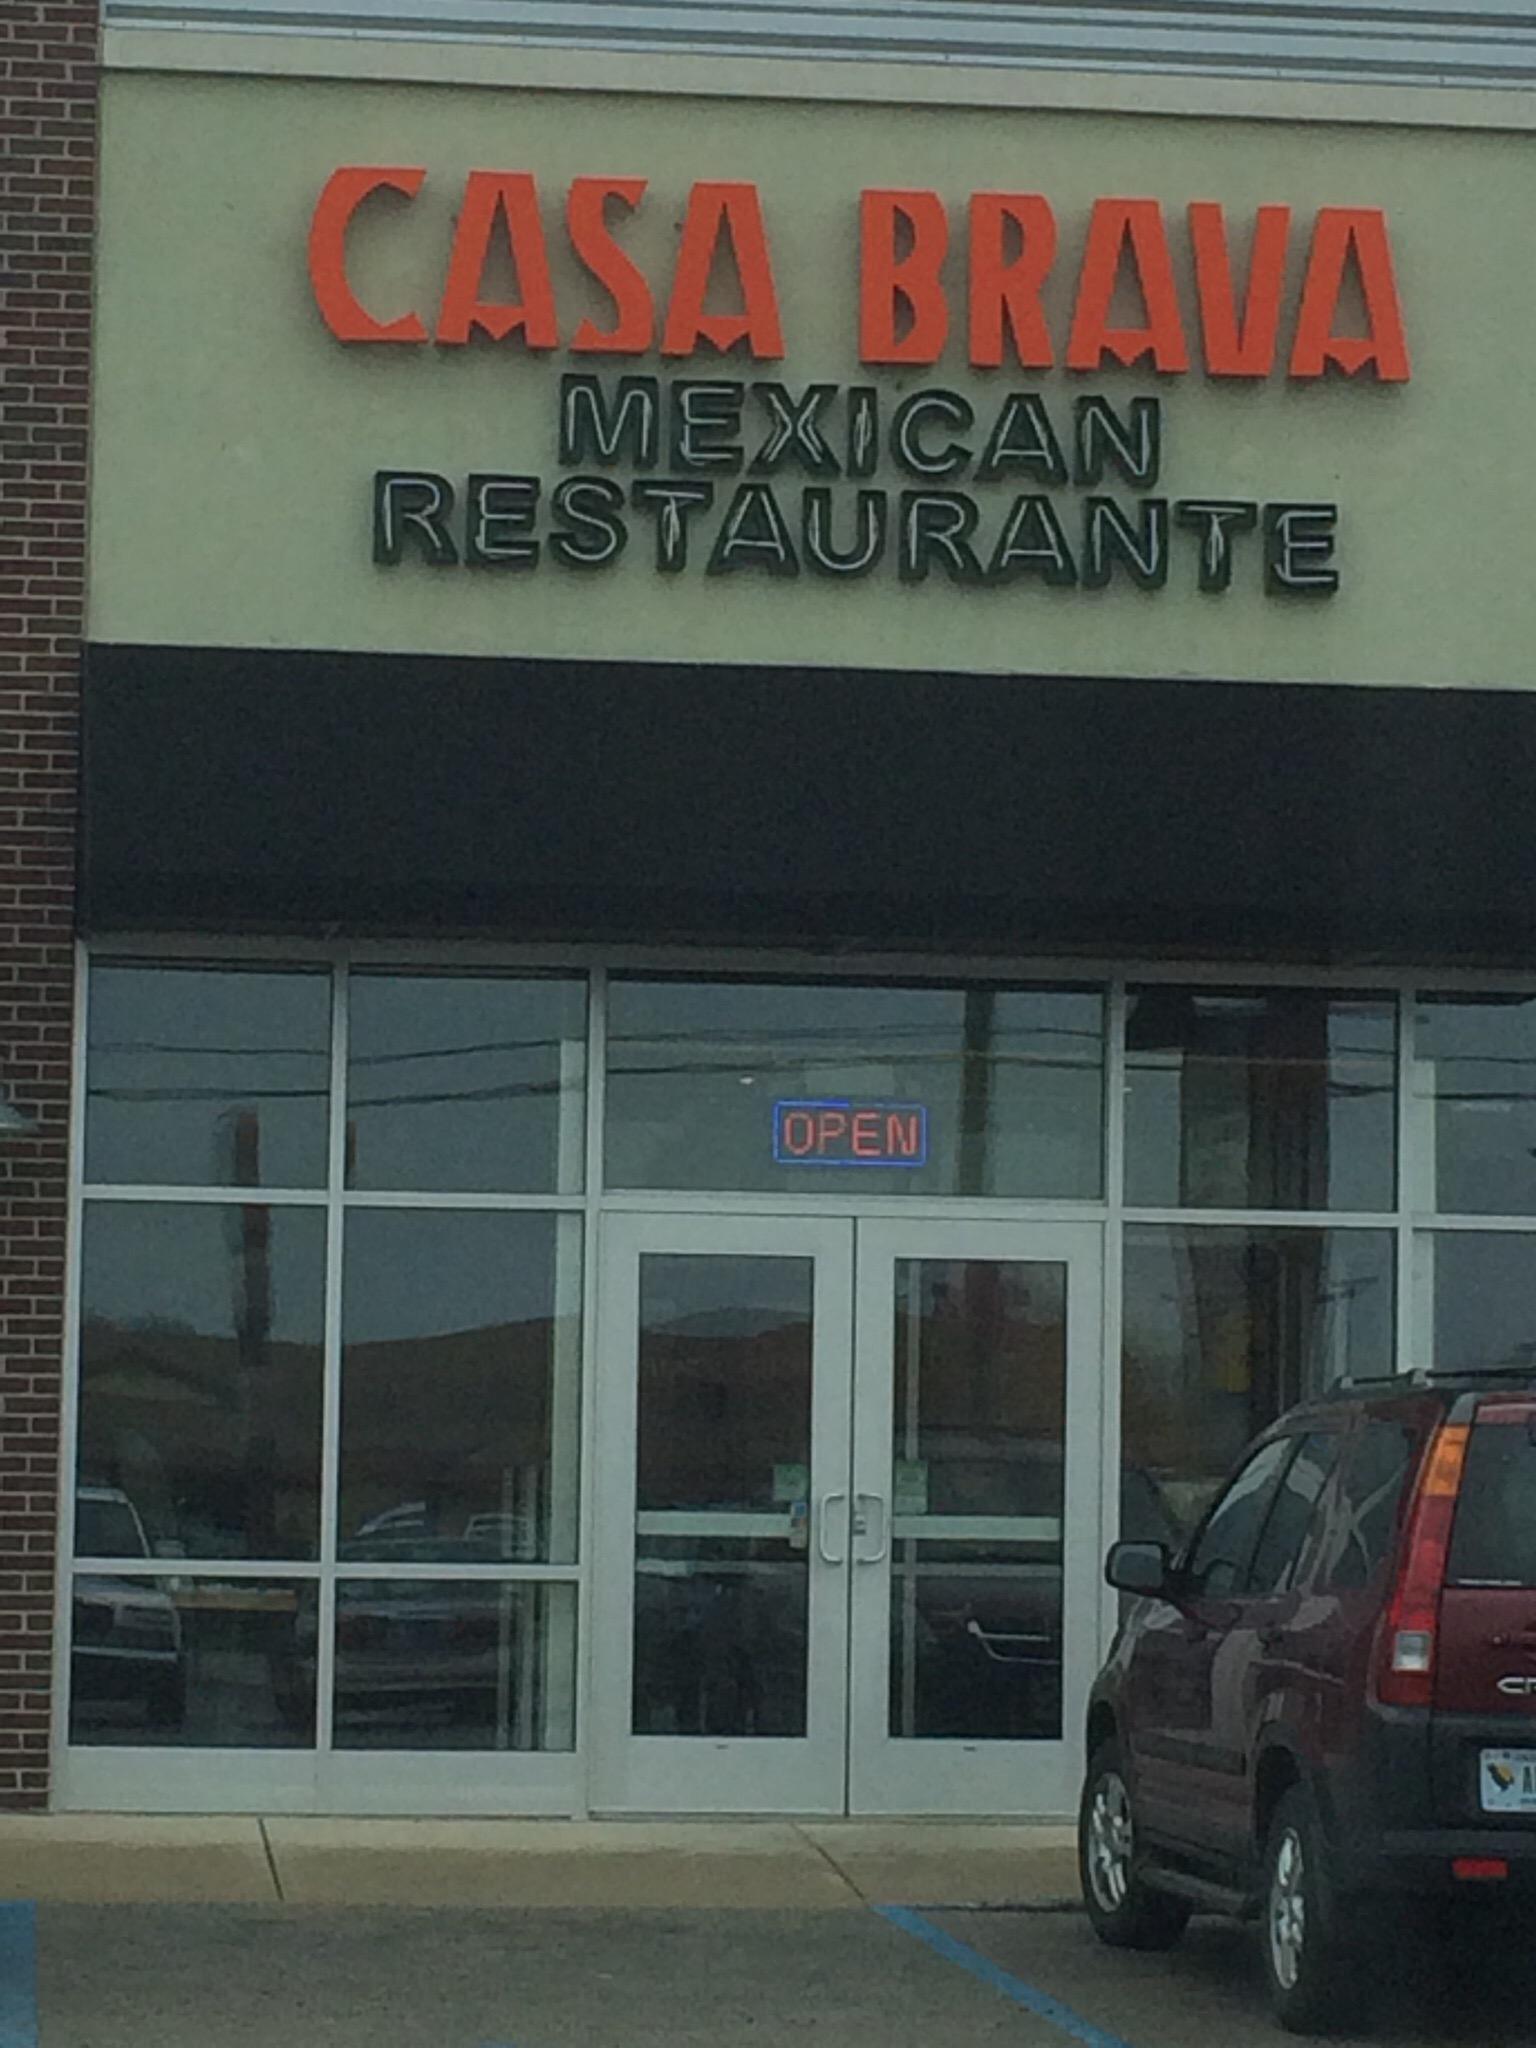 CASA BRAVA
MEXICAN
RESTAURANTE
OPEN